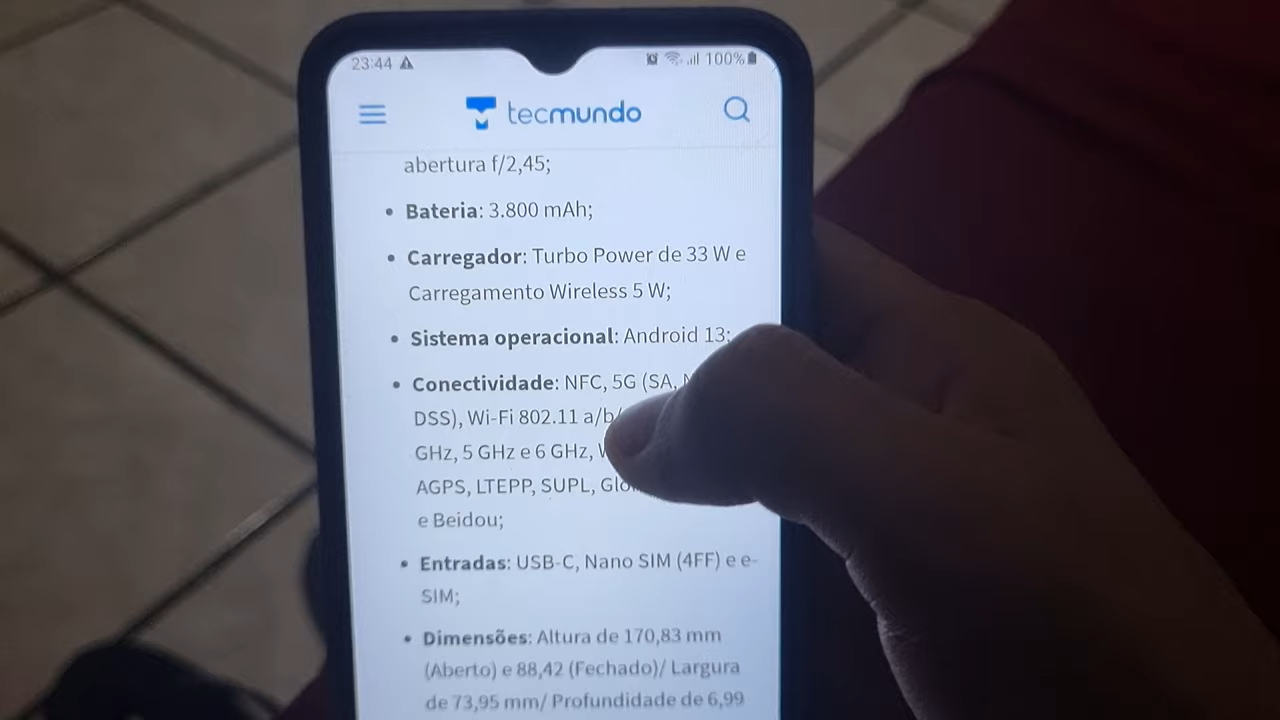 23:44 100%
tecmundo
abertura f/2,45;
• Bateria: 3.800 mAh;
• Carregador: Turbo Power de 33 W e
Carregamento Wireless 5 W;
• Sistema operacional: Android 13;
• Conectividade: NFC, 5G (SA,
DSS), Wi-Fi 802.11 a/b/
GHz, 5 GHz e 6 GHz,
AGPS, LTEPP, SUPL,
e Beidou;
• Entradas: USB-C, Nano SIM (4FF) e e-
SIM;
• Dimensões: Altura de 170,83 mm
(Aberto) e 88,42 (Fechado)/ Largura
de 73,95 mm/ Profundidade de 6,99